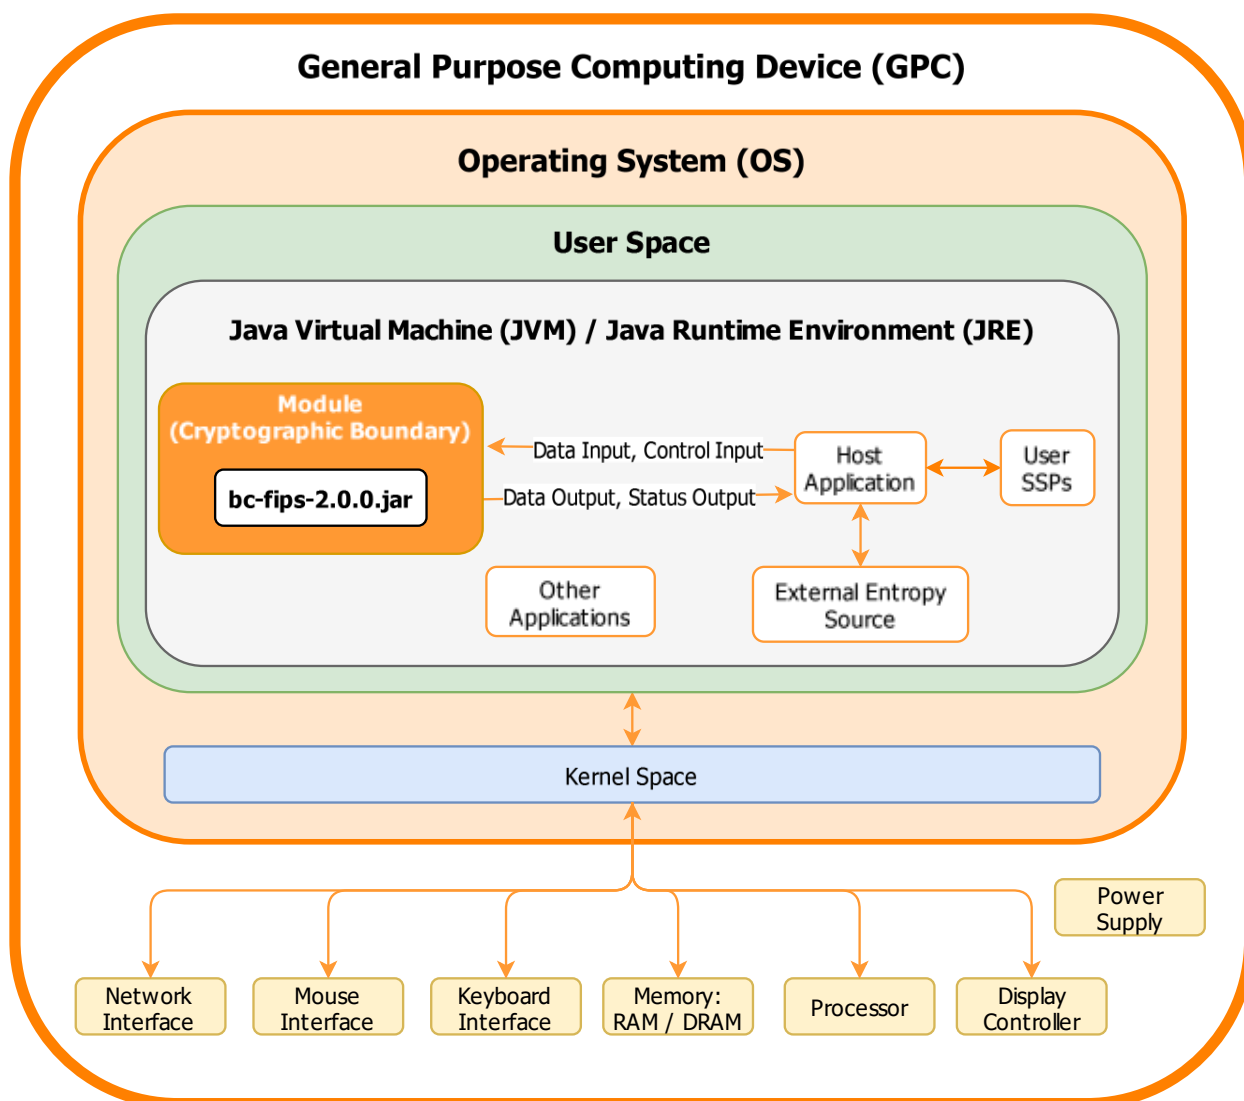 General Purpose Computing Device (GPC)
Operating System (OS)
User Space
Java Virtual Machine (JVM) / Java Runtime Environment (JRE)
Module
(Cryptographic Boundary)
bc-fips-2.0.0.jar
Data Input, Control Input
Data Output, Status Output
Host
Application
User
SSPs
Other
Applications
External Entropy
Source
Kernel Space
Power
Supply
Network
Interface
Mouse
Interface
Keyboard
Interface
Memory:
RAM / DRAM
Processor
Display
Controller